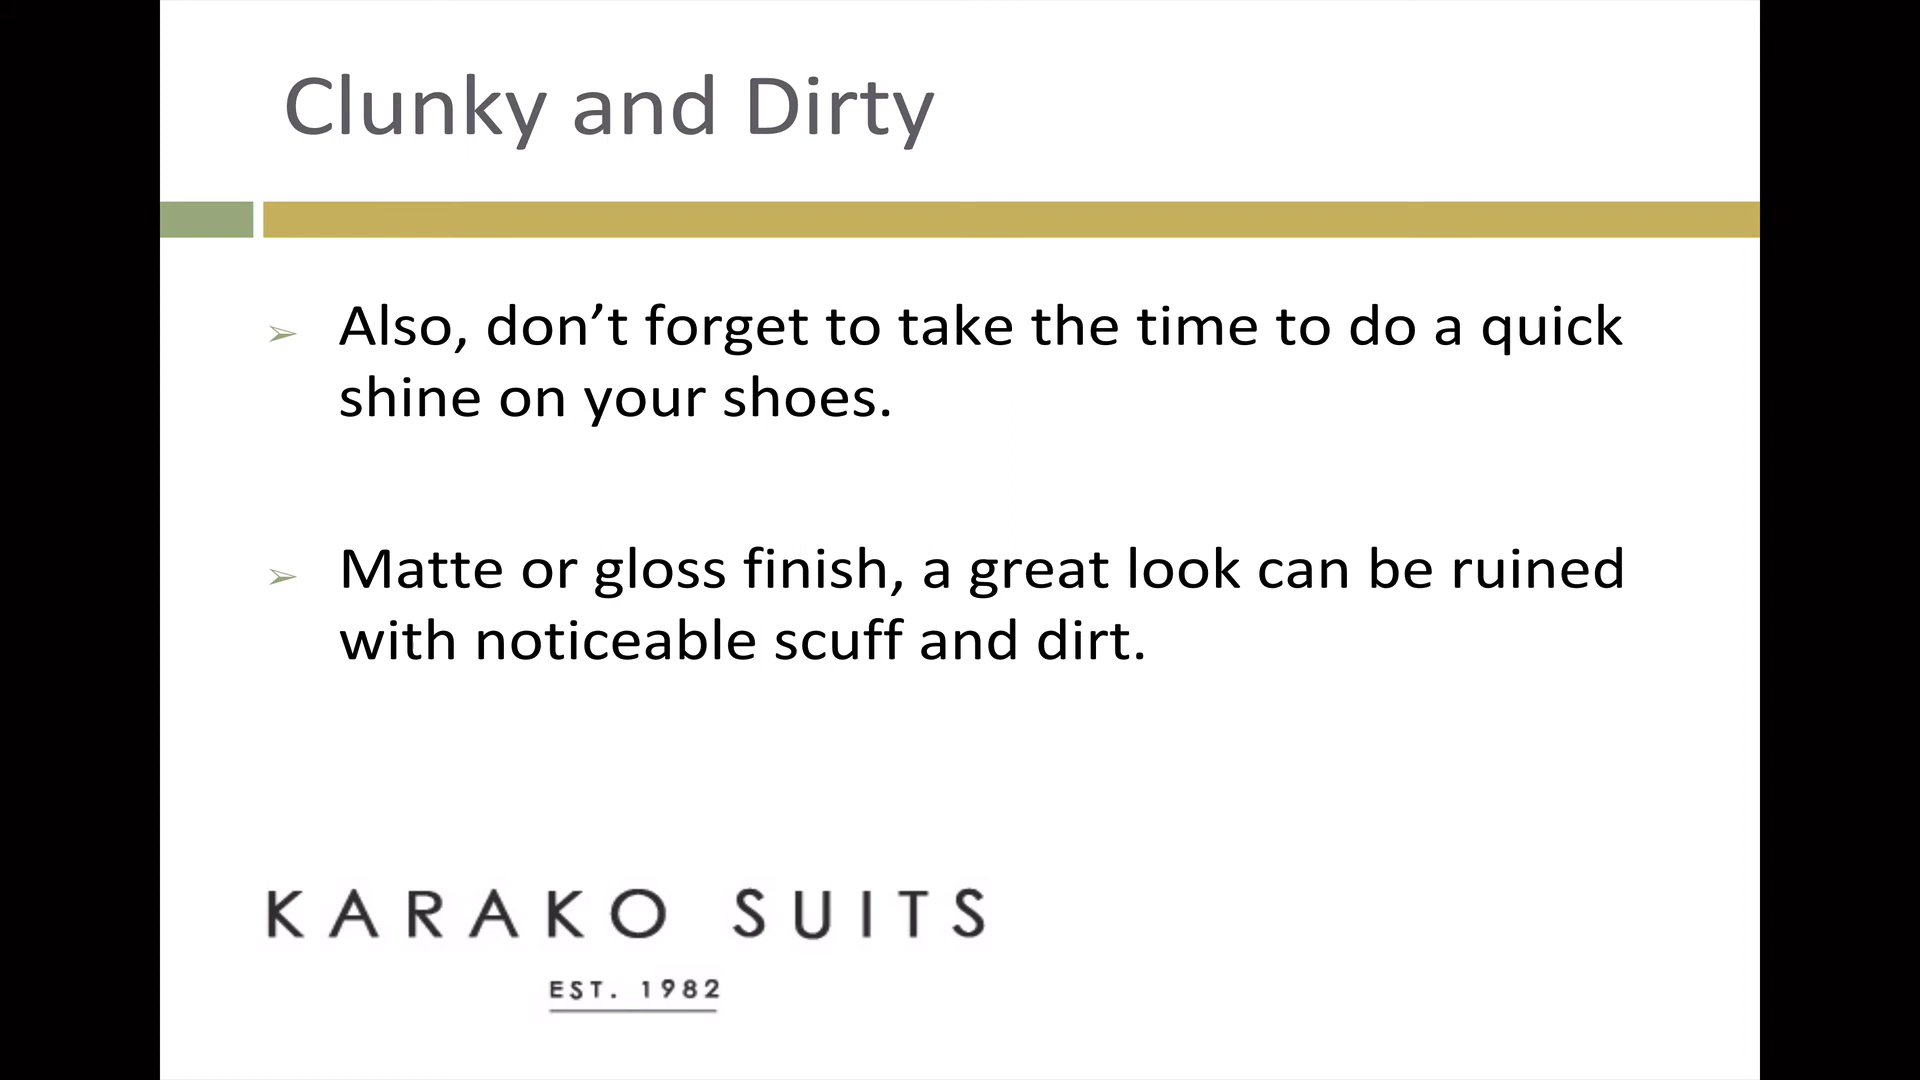 Clunky and Dirty
➢ Also, don’t forget to take the time to do a quick
shine on your shoes.
➢ Matte or gloss finish, a great look can be ruined
with noticeable scuff and dirt.
KARAKO SUITS
EST. 1982